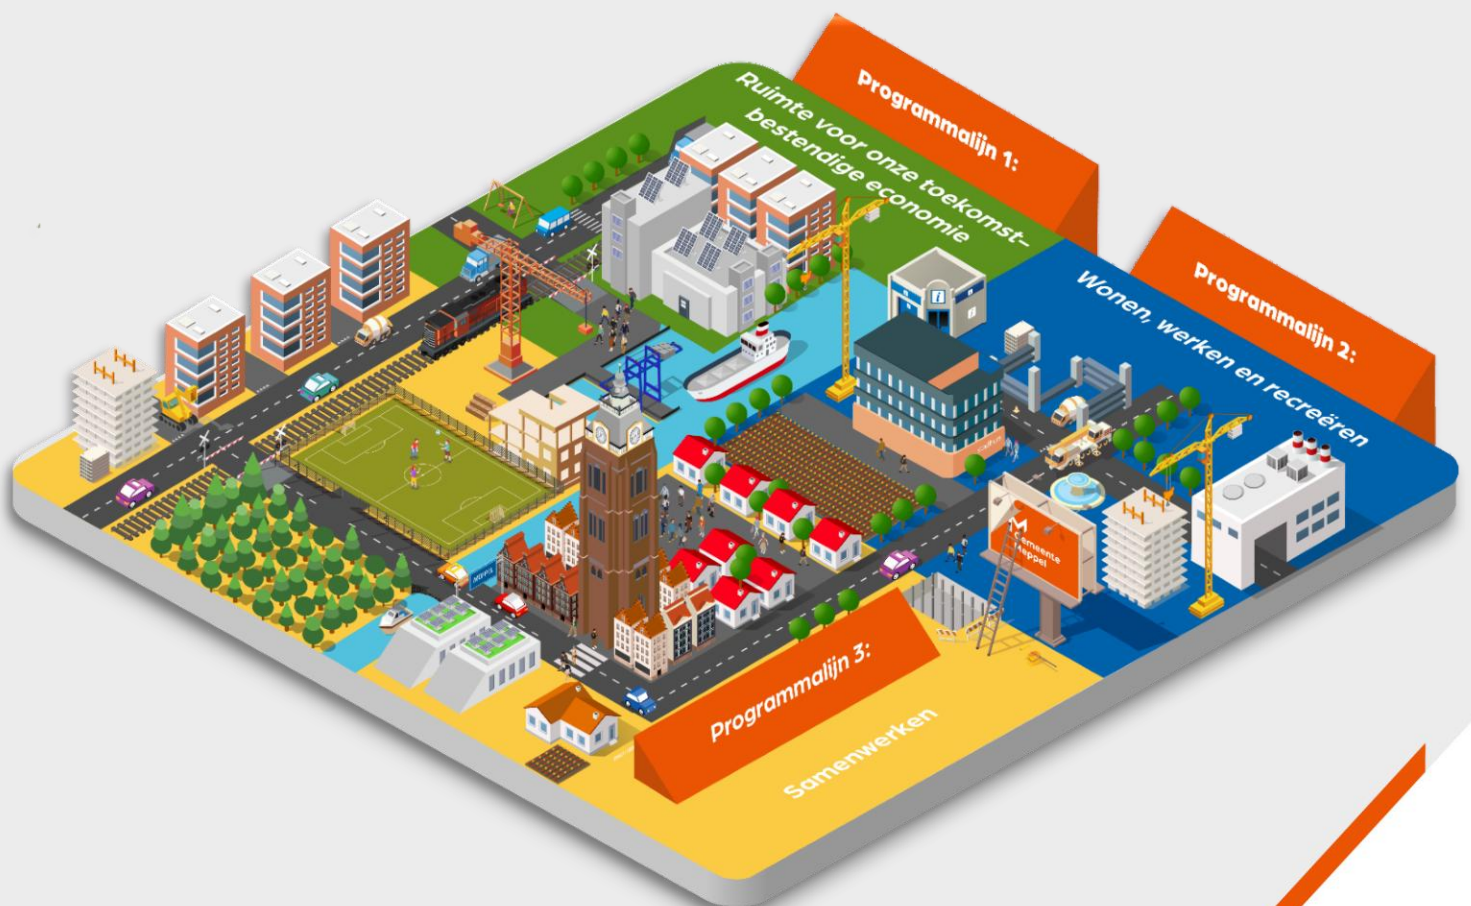 Programmalijn 1:
Ruimte voor onze toekomst-
bestendige economie
Programmalijn 2:
Wonen, werken en recreëren
i
M
Gemeente
Meppel
Programmalijn 3:
Samenwerken